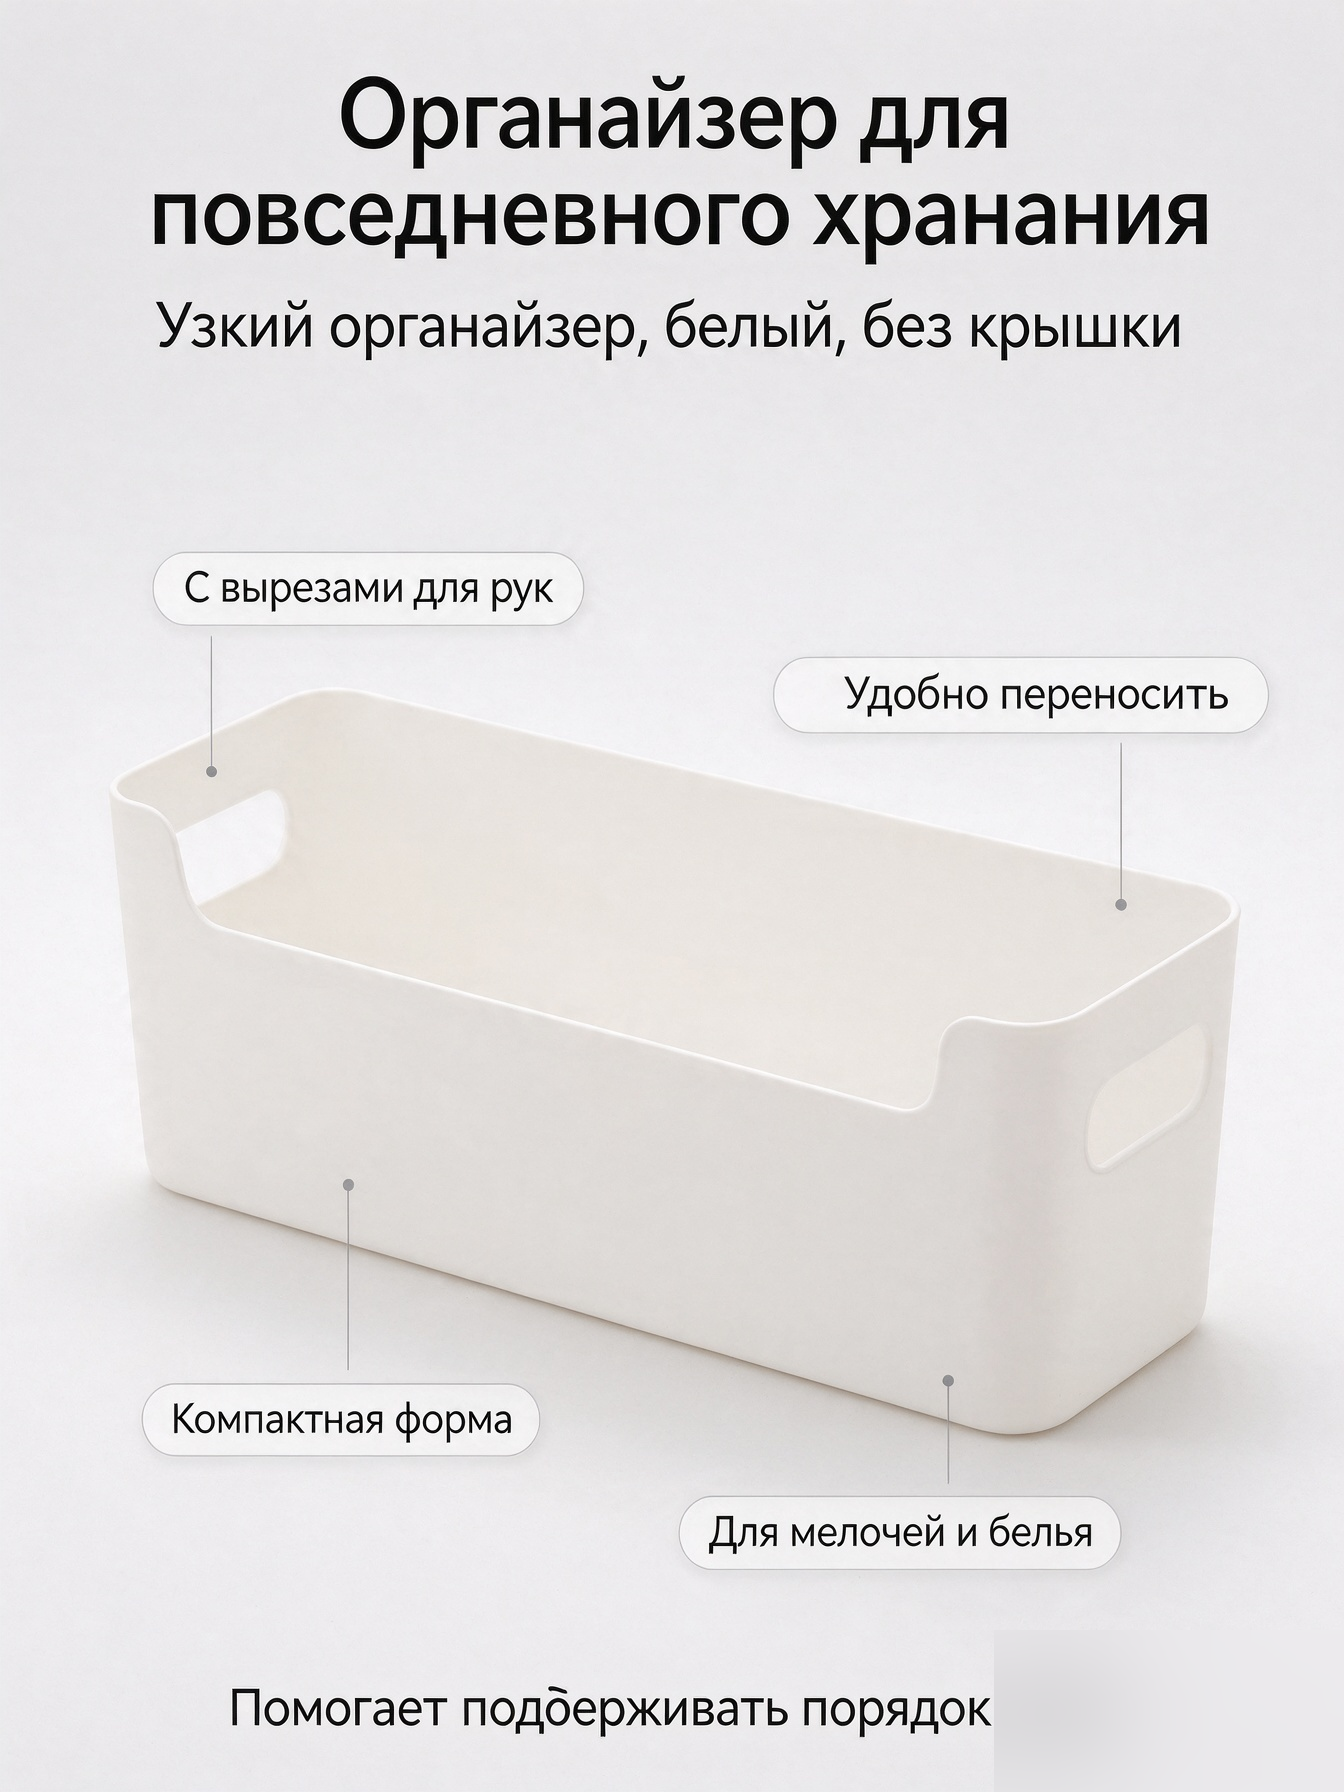 Органайзер для
повседневного хранания
Узкий органайзер, белый, без крышки
С вырезами для рук
Удобно переносить
Компактная форма
Для мелочей и белья
Помогает подõерживать порядок